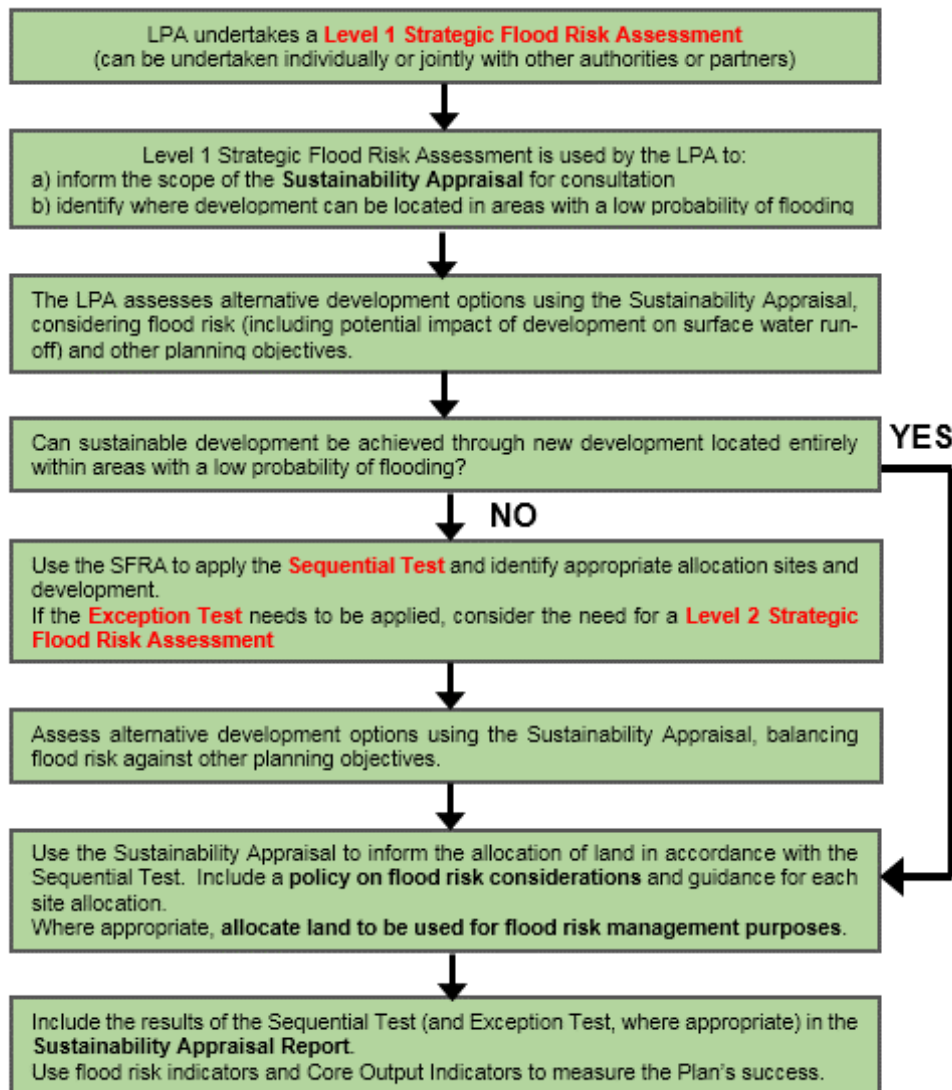 LPA undertakes a Level 1 Strategic Flood Risk Assessment
(can be undertaken individually or jointly with other authorities or partners)
Level 1 Strategic Flood Risk Assessment is used by the LPA to:
a) inform the scope of the Sustainability Appraisal for consultation
b) identify where development can be located in areas with a low probability of flooding
The LPA assesses alternative development options using the Sustainability Appraisal,
considering flood risk (including potential impact of development on surface water run-
off) and other planning objectives.
Can sustainable development be achieved through new development located entirely
within areas with a low probability of flooding?
YES
NO
Use the SFRA to apply the Sequential Test and identify appropriate allocation sites and
development.
If the Exception Test needs to be applied, consider the need for a Level 2 Strategic
Flood Risk Assessment
Assess alternative development options using the Sustainability Appraisal, balancing
flood risk against other planning objectives.
Use the Sustainability Appraisal to inform the allocation of land in accordance with the
Sequential Test. Include a policy on flood risk considerations and guidance for each
site allocation.
Where appropriate, allocate land to be used for flood risk management purposes.
Include the results of the Sequential Test (and Exception Test, where appropriate) in the
Sustainability Appraisal Report.
Use flood risk indicators and Core Output Indicators to measure the Plan's success.